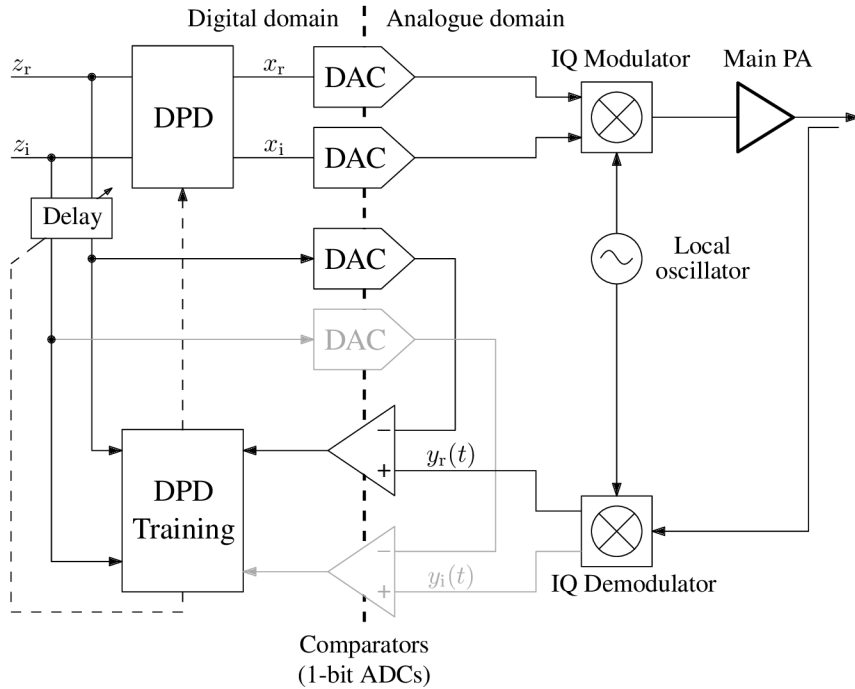 Digital domain
Analogue domain
z_r
x_r
DAC
IQ Modulator
Main PA
DPD
z_i
x_i
DAC
Delay
DAC
Local
oscillator
DAC
−
y_r(t)
+
DPD
Training
−
y_i(t)
+
IQ Demodulator
Comparators
(1-bit ADCs)